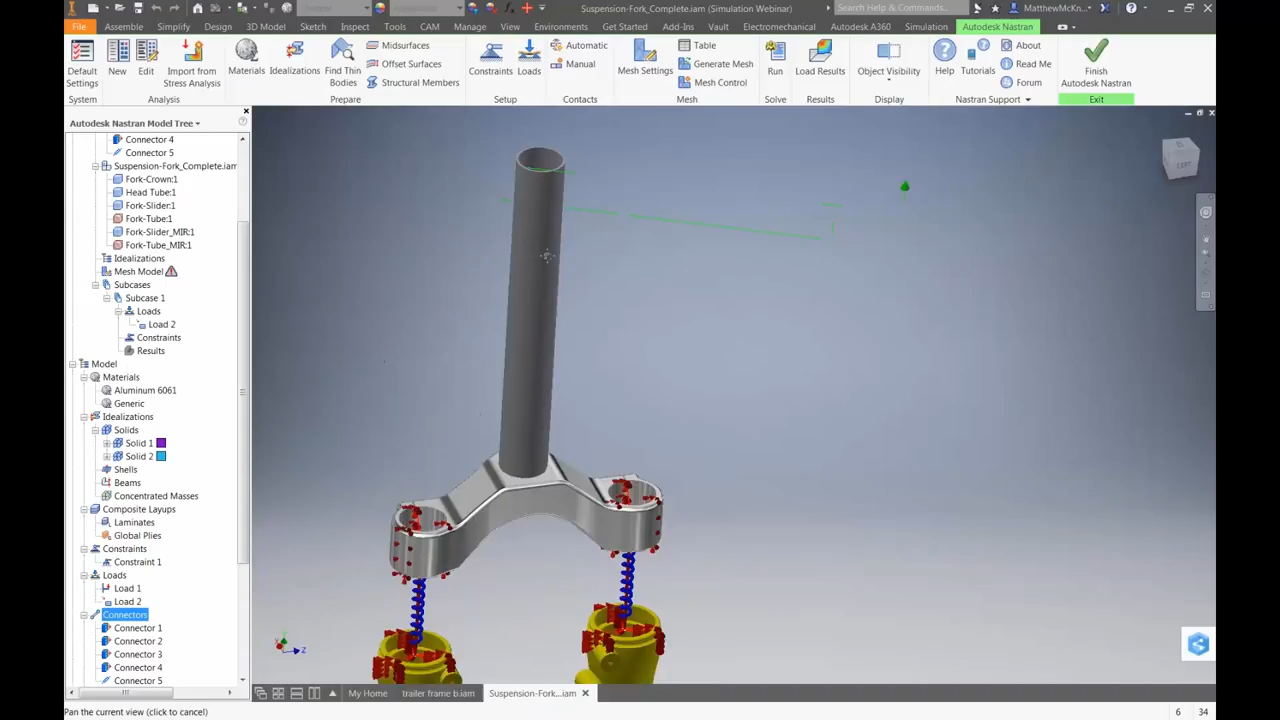 Suspension-Fork_Complete.iam (Simulation Webinar)
Search Help & Commands...
MatthewMcKn...
File Assemble Simplify Design 3D Model Sketch Inspect Tools CAM Manage View Environments Get Started Add-Ins Vault Electromechanical Autodesk A360 Simulation Autodesk Nastran
Default Settings
New
Edit
Import from Stress Analysis
Materials
Idealizations
Find Thin Bodies
Midsurfaces
Offset Surfaces
Structural Members
Constraints
Loads
Automatic
Manual
Mesh Settings
Table
Generate Mesh
Mesh Control
Run
Load Results
Object Visibility
Help
Tutorials
About
Read Me
Forum
Finish Autodesk Nastran
System Analysis Prepare Setup Contacts Mesh Solve Results Display Nastran Support Exit
Autodesk Nastran Model Tree
Connector 4
Connector 5
Suspension-Fork_Complete.iam
Fork-Crown:1
Head Tube:1
Fork-Slider:1
Fork-Tube:1
Fork-Slider_MIR:1
Fork-Tube_MIR:1
Idealizations
Mesh Model
Subcases
Subcase 1
Loads
Load 2
Constraints
Results
Model
Materials
Aluminum 6061
Generic
Idealizations
Solids
Solid 1
Solid 2
Shells
Beams
Concentrated Masses
Composite Layups
Laminates
Global Plies
Constraints
Constraint 1
Loads
Load 1
Load 2
Connectors
Connector 1
Connector 2
Connector 3
Connector 4
Connector 5
Z
My Home trailer frame b.iam Suspension-Fork...iam
Pan the current view (click to cancel)
6 34